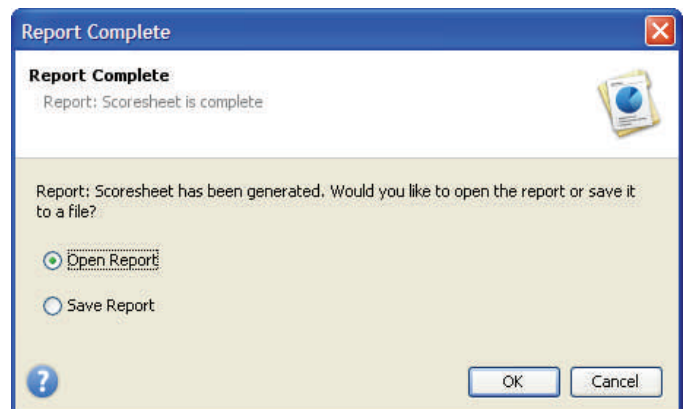 Report Complete
Report Complete
Report: Scoresheet is complete
Report: Scoresheet has been generated. Would you like to open the report or save it
to a file?
Open Report
Save Report
?
OK
Cancel